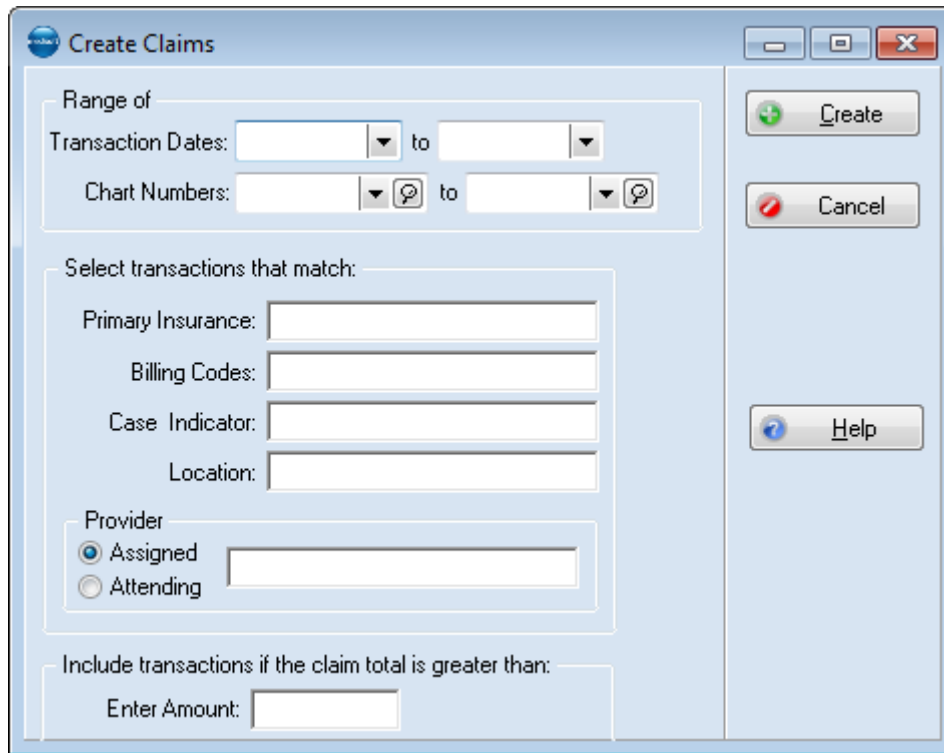 Create Claims
Range of
Transaction Dates: to
Chart Numbers: to
Create
Cancel
Select transactions that match:
Primary Insurance:
Billing Codes:
Case Indicator:
Location:
Help
Provider
Assigned
Attending
Include transactions if the claim total is greater than:
Enter Amount: